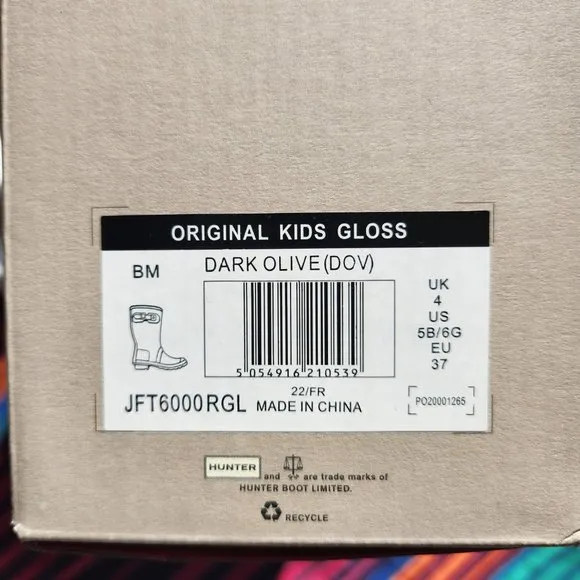 ORIGINAL KIDS GLOSS
BM
DARK OLIVE(DOV)
UK
4
US
5B/6G
EU
37
5 054916 210539
22/FR
JFT6000RGL
MADE IN CHINA
PO20001265
HUNTER and are trade marks of
HUNTER BOOT LIMITED.
RECYCLE